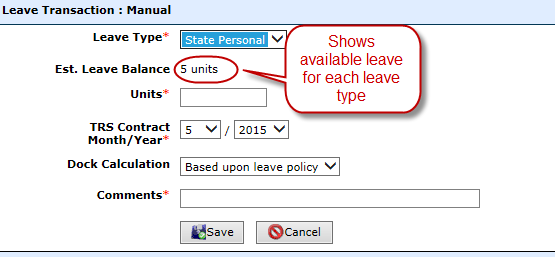 Leave Transaction : Manual
Leave Type* State Personal
Shows
available leave
for each leave
type
Est. Leave Balance 5 units
Units*
TRS Contract
Month/Year* 5 / 2015
Dock Calculation Based upon leave policy
Comments*
Save Cancel